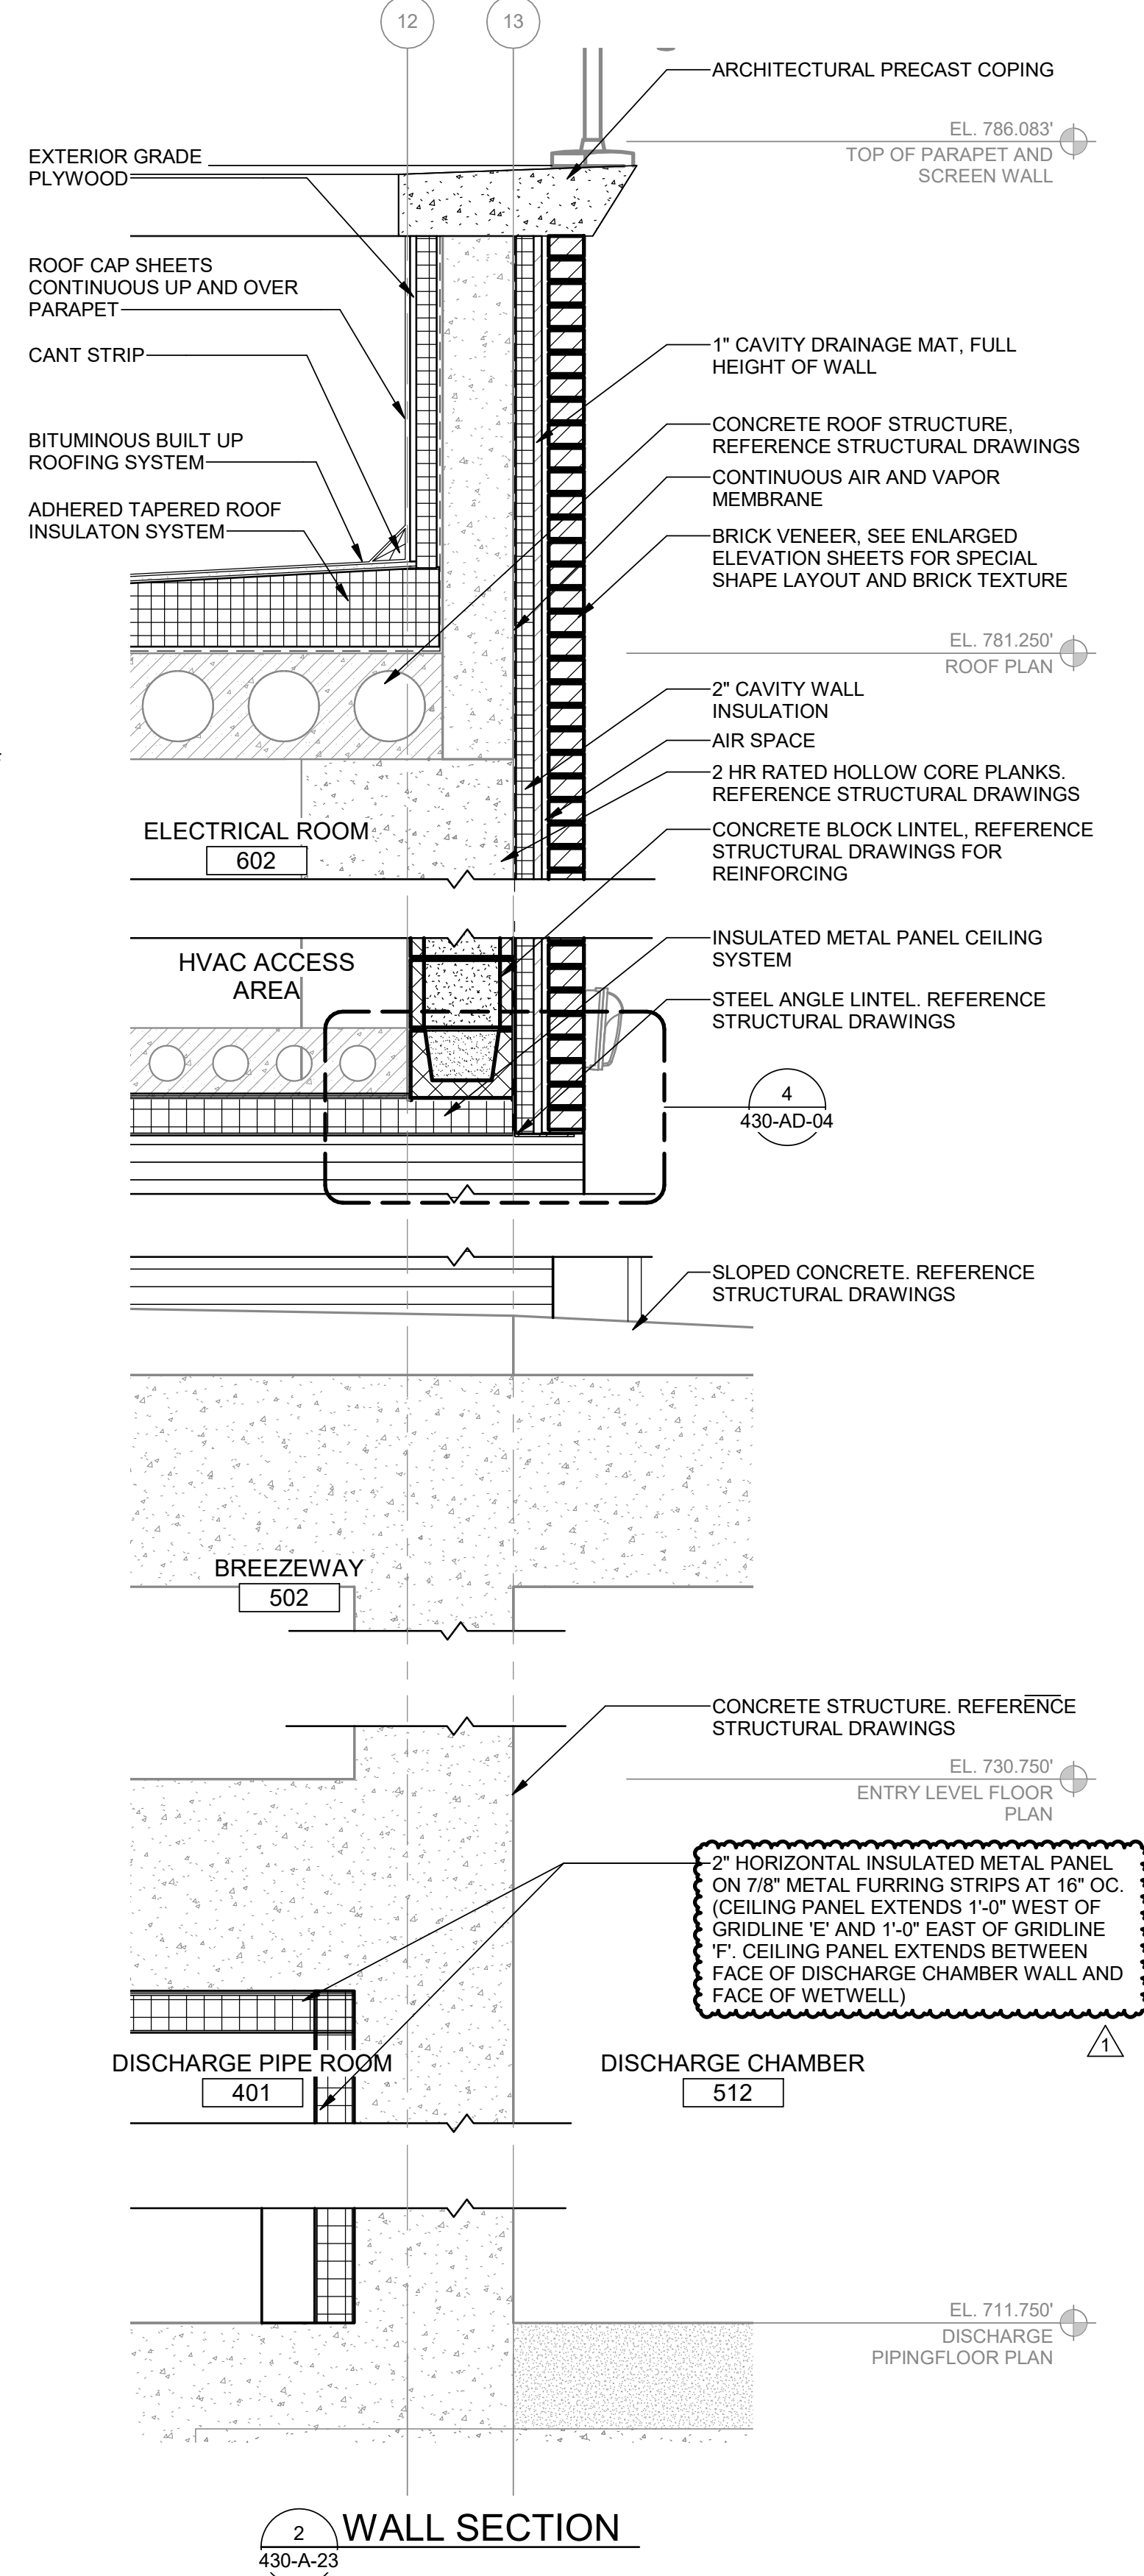 12
13
ARCHITECTURAL PRECAST COPING
EL. 786.083'
TOP OF PARAPET AND
SCREEN WALL
EXTERIOR GRADE
PLYWOOD
ROOF CAP SHEETS
CONTINUOUS UP AND OVER
PARAPET
CANT STRIP
BITUMINOUS BUILT UP
ROOFING SYSTEM
ADHERED TAPERED ROOF
INSULATON SYSTEM
1" CAVITY DRAINAGE MAT, FULL
HEIGHT OF WALL
CONCRETE ROOF STRUCTURE,
REFERENCE STRUCTURAL DRAWINGS
CONTINUOUS AIR AND VAPOR
MEMBRANE
BRICK VENEER, SEE ENLARGED
ELEVATION SHEETS FOR SPECIAL
SHAPE LAYOUT AND BRICK TEXTURE
EL. 781.250'
ROOF PLAN
2" CAVITY WALL
INSULATION
AIR SPACE
2 HR RATED HOLLOW CORE PLANKS.
REFERENCE STRUCTURAL DRAWINGS
CONCRETE BLOCK LINTEL, REFERENCE
STRUCTURAL DRAWINGS FOR
REINFORCING
ELECTRICAL ROOM
602
HVAC ACCESS
AREA
INSULATED METAL PANEL CEILING
SYSTEM
STEEL ANGLE LINTEL. REFERENCE
STRUCTURAL DRAWINGS
4
430-AD-04
SLOPED CONCRETE. REFERENCE
STRUCTURAL DRAWINGS
BREEZEWAY
502
CONCRETE STRUCTURE. REFERENCE
STRUCTURAL DRAWINGS
EL. 730.750'
ENTRY LEVEL FLOOR
PLAN
2" HORIZONTAL INSULATED METAL PANEL
ON 7/8" METAL FURRING STRIPS AT 16" OC.
(CEILING PANEL EXTENDS 1'-0" WEST OF
GRIDLINE 'E' AND 1'-0" EAST OF GRIDLINE
'F'. CEILING PANEL EXTENDS BETWEEN
FACE OF DISCHARGE CHAMBER WALL AND
FACE OF WETWELL)
1
DISCHARGE PIPE ROOM
401
DISCHARGE CHAMBER
512
EL. 711.750'
DISCHARGE
PIPINGFLOOR PLAN
2
WALL SECTION
430-A-23